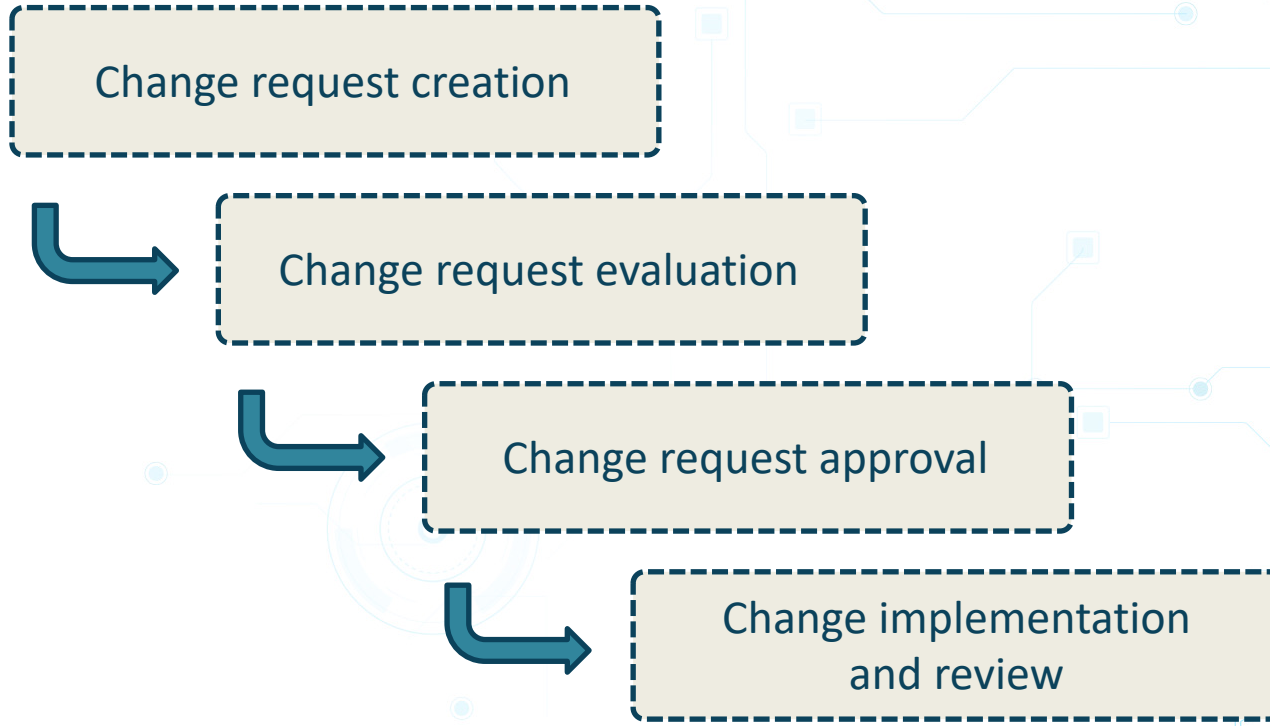 Change request creation
Change request evaluation
Change request approval
Change implementation
and review